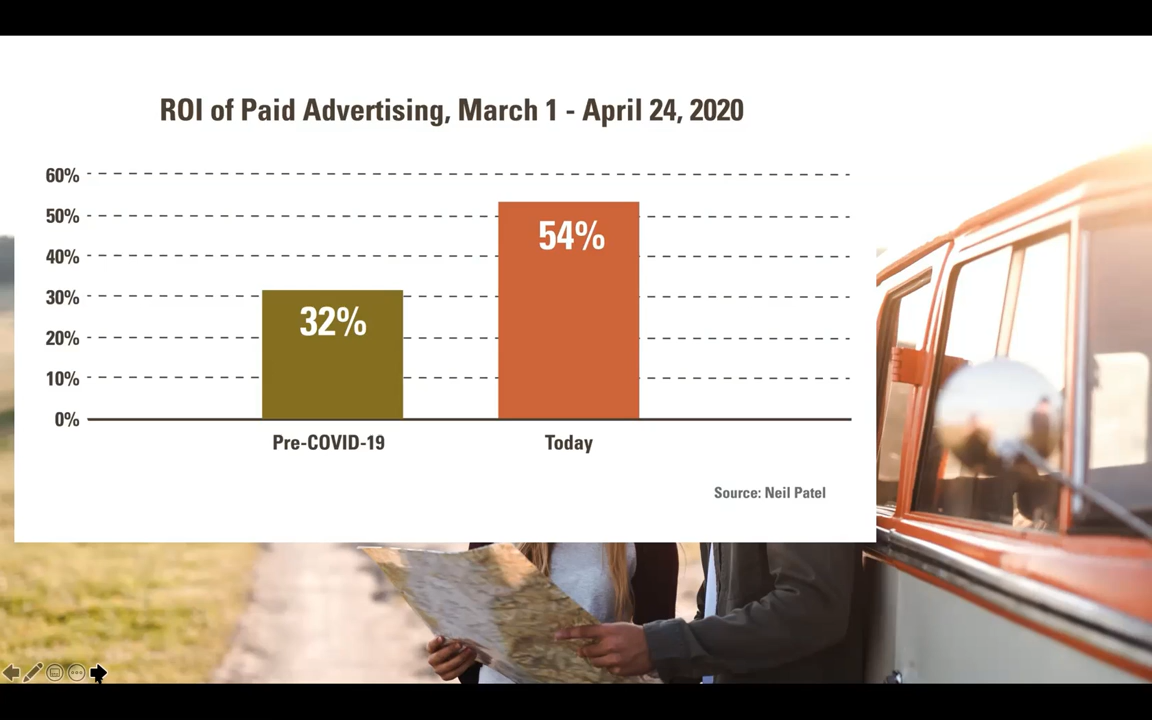 ROI of Paid Advertising, March 1 - April 24, 2020
60%
50%
40%
30%
20%
10%
0%
32%
54%
Pre-COVID-19
Today
Source: Neil Patel